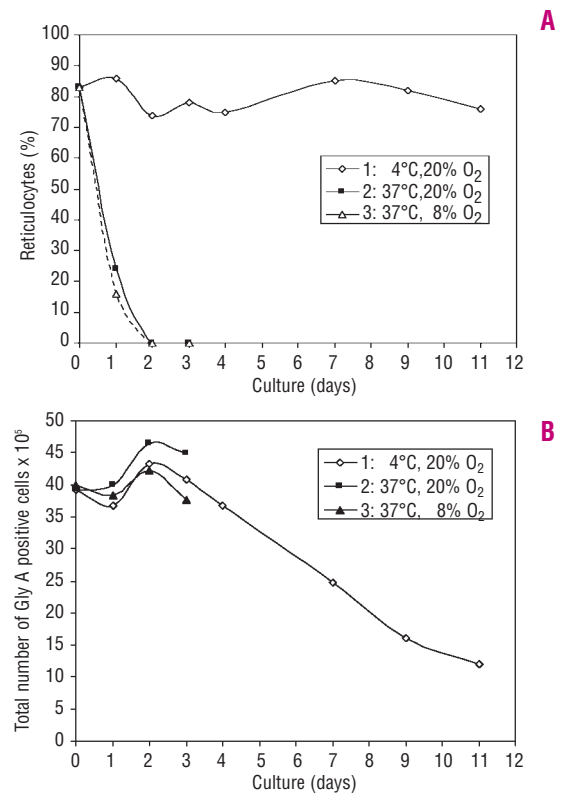 A
Reticulocytes (%)
100
90
80
70
60
50
40
30
20
10
0
1: 4°C,20% O2
2: 37°C,20% O2
3: 37°C, 8% O2
0 1 2 3 4 5 6 7 8 9 10 11 12
Culture (days)
B
Total number of Gly A positive cells x 10⁵
50
45
40
35
30
25
20
15
10
5
0
1: 4°C, 20% O2
2: 37°C, 20% O2
3: 37°C, 8% O2
0 1 2 3 4 5 6 7 8 9 10 11 12
Culture (days)